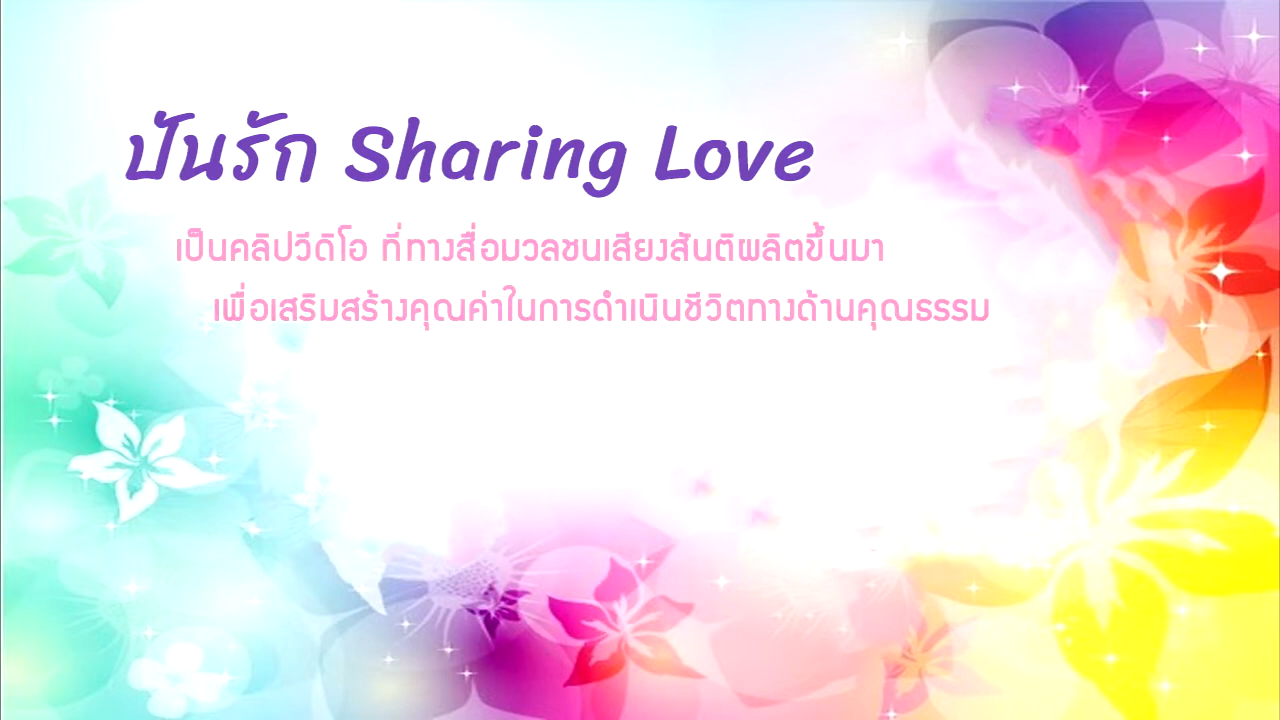 ปันรัก Sharing Love
เป็นคลิปวีดิโอ ที่ทางสื่อมวลชนเสียงสันติผลิตขึ้นมา
เพื่อเสริมสร้างคุณค่าในการดำเนินชีวิตทางด้านคุณธรรม